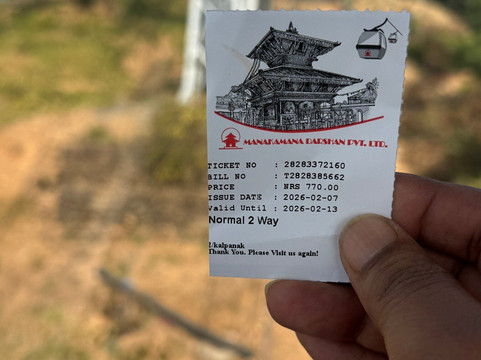 MANAKAMANA DARSHAN PVT. LTD.
TICKET NO : 28283372160
BILL NO : T2828385662
PRICE : NRS 770.00
ISSUE DATE : 2026-02-07
Valid Until : 2026-02-13
Normal 2 Way
/kalpanak
Thank You. Please Visit us again!